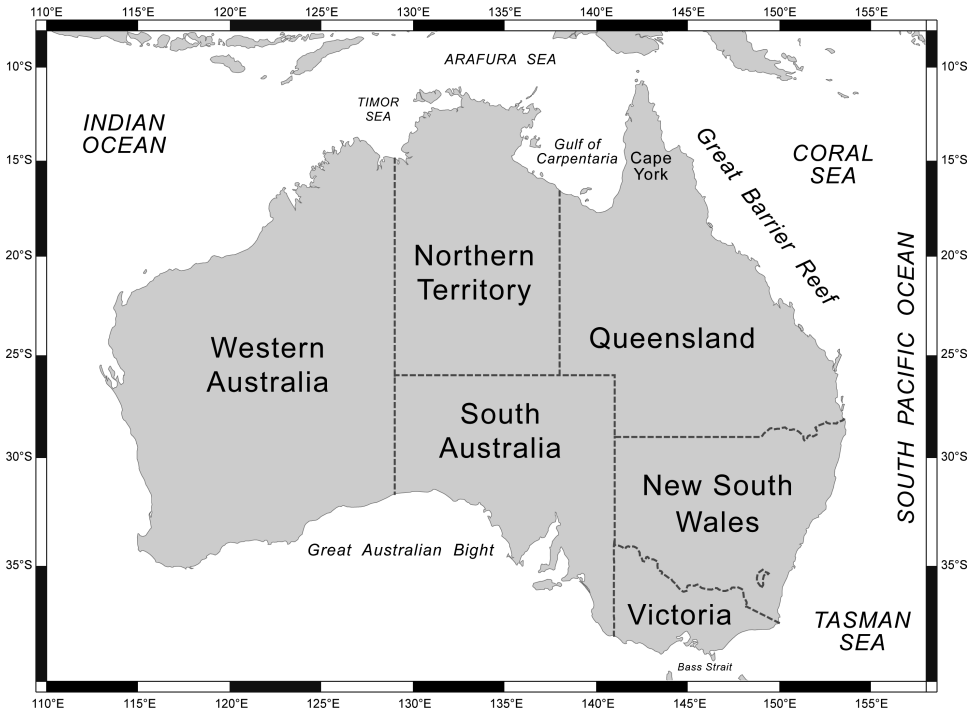 110°E 115°E 120°E 125°E 130°E 135°E 140°E 145°E 150°E 155°E
10°S 10°S
ARAFURA SEA
TIMOR
SEA
INDIAN
OCEAN
Gulf of
Carpentaria
Cape
York
Great Barrier Reef
CORAL
SEA
15°S 15°S
20°S 20°S
Northern
Territory
SOUTH PACIFIC OCEAN
Queensland
Western
Australia
25°S 25°S
South
Australia
30°S 30°S
New South
Wales
Great Australian Bight
35°S 35°S
Victoria
TASMAN
SEA
Bass Strait
110°E 115°E 120°E 125°E 130°E 135°E 140°E 145°E 150°E 155°E